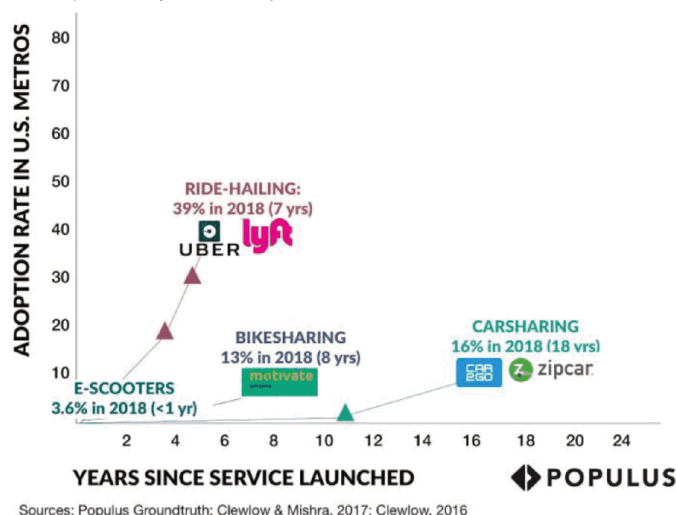 ADOPTION RATE IN U.S. METROS
80
70
60
50
40
30
20
10
RIDE-HAILING:
39% in 2018 (7 yrs)
UBER
lyft
BIKESHARING
13% in 2018 (8 yrs)
motivate
CARSHARING
16% in 2018 (18 yrs)
CAR
2GO
zipcar
E-SCOOTERS
3.6% in 2018 (<1 yr)
2 4 6 8 10 12 14 16 18 20 22 24
YEARS SINCE SERVICE LAUNCHED
POPULUS
Sources: Populus Groundtruth; Clewlow & Mishra, 2017; Clewlow, 2016